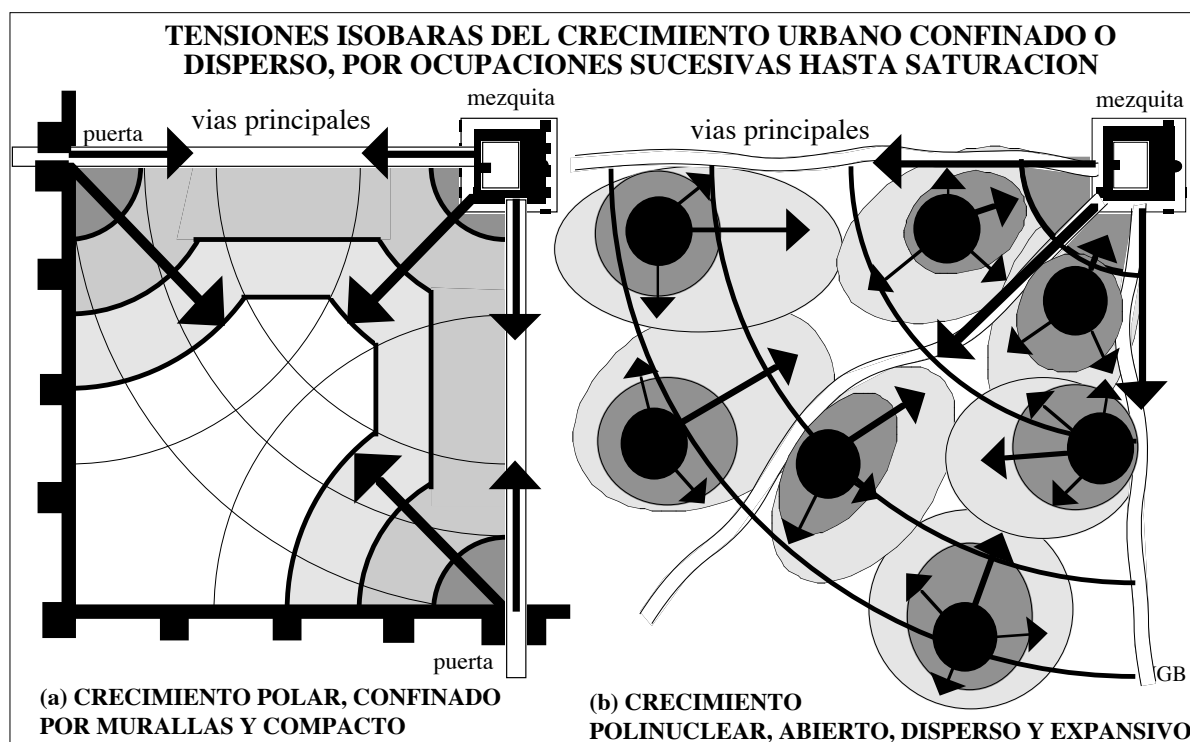 TENSIONES ISOBARAS DEL CRECIMIENTO URBANO CONFINADO O
DISPERSO, POR OCUPACIONES SUCESIVAS HASTA SATURACION
mezquita
puerta
vias principales
puerta
(a) CRECIMIENTO POLAR, CONFINADO
POR MURALLAS Y COMPACTO
mezquita
vias principales
GB
(b) CRECIMIENTO
POLINUCLEAR, ABIERTO, DISPERSO Y EXPANSIVO